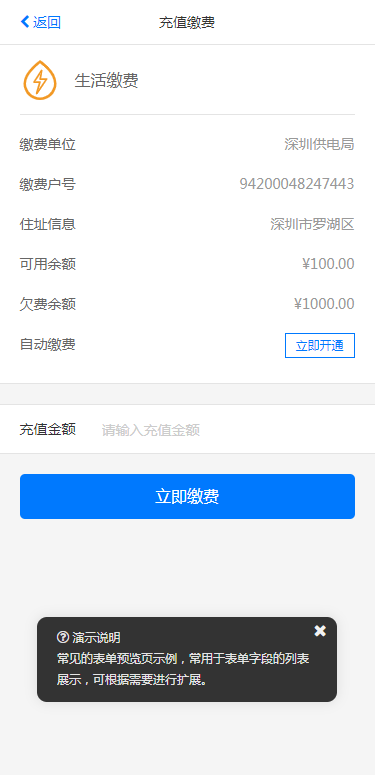 返回 充值缴费
生活缴费
缴费单位 深圳供电局
缴费户号 94200048247443
住址信息 深圳市罗湖区
可用余额 ¥100.00
欠费余额 ¥1000.00
自动缴费 立即开通
充值金额 请输入充值金额
立即缴费
演示说明
常见的表单预览页示例，常用于表单字段的列表
展示，可根据需要进行扩展。